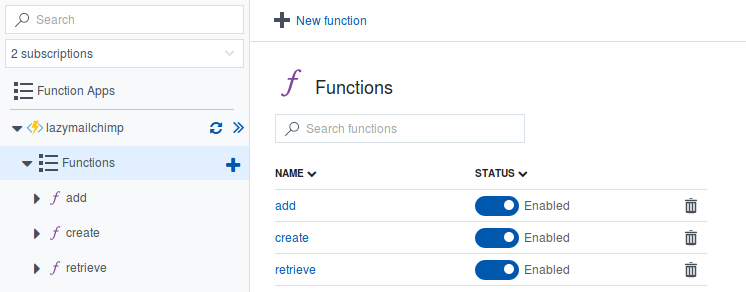 Search
2 subscriptions
Function Apps
lazymailchimp
Functions
add
create
retrieve
New function
Functions
Search functions
NAME STATUS
add Enabled
create Enabled
retrieve Enabled